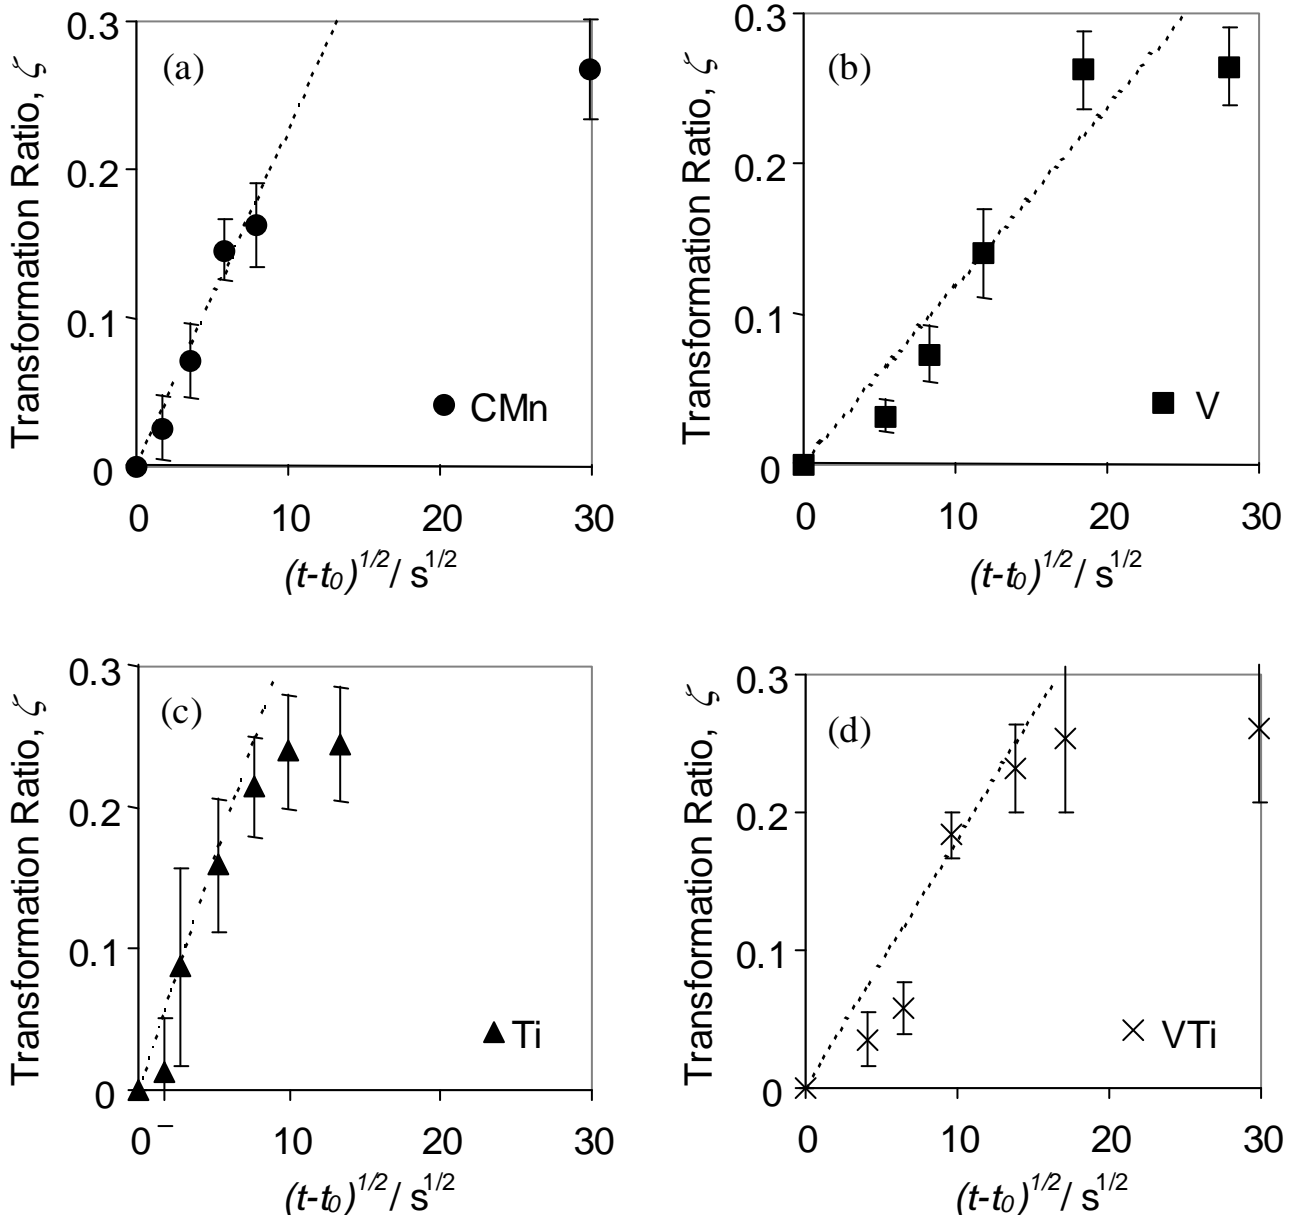 Transformation Ratio, ζ
0.3
(a)
0.2
0.1
CMn
0
0 10 20 30
(t-t0)1/2/ s1/2
Transformation Ratio, ζ
0.3
(b)
0.2
0.1
V
0
0 10 20 30
(t-t0)1/2/ s1/2
Transformation Ratio, ζ
0.3
(c)
0.2
0.1
Ti
0
0 10 20 30
(t-t0)1/2/ s1/2
Transformation Ratio, ζ
0.3
(d)
0.2
0.1
VTi
0
0 10 20 30
(t-t0)1/2/ s1/2